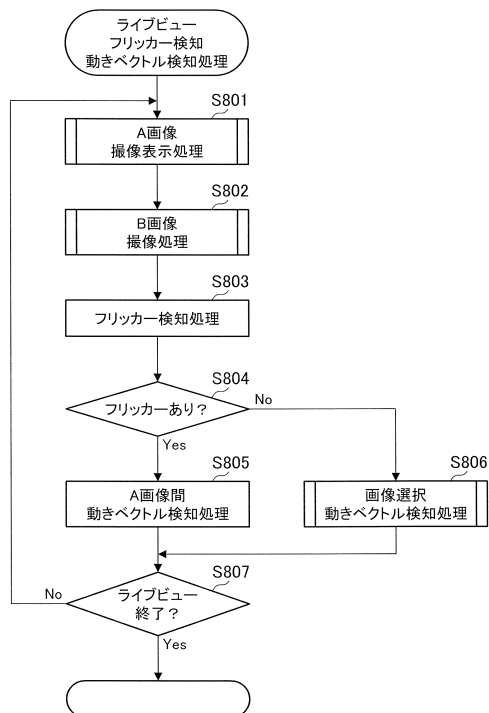 ライブビュー
フリッカー検知
動きベクトル検知処理
S801
A画像
撮像表示処理
S802
B画像
撮像処理
S803
フリッカー検知処理
S804
フリッカーあり?
No
Yes
S805
A画像間
動きベクトル検知処理
S806
画像選択
動きベクトル検知処理
S807
ライブビュー
終了?
No
Yes